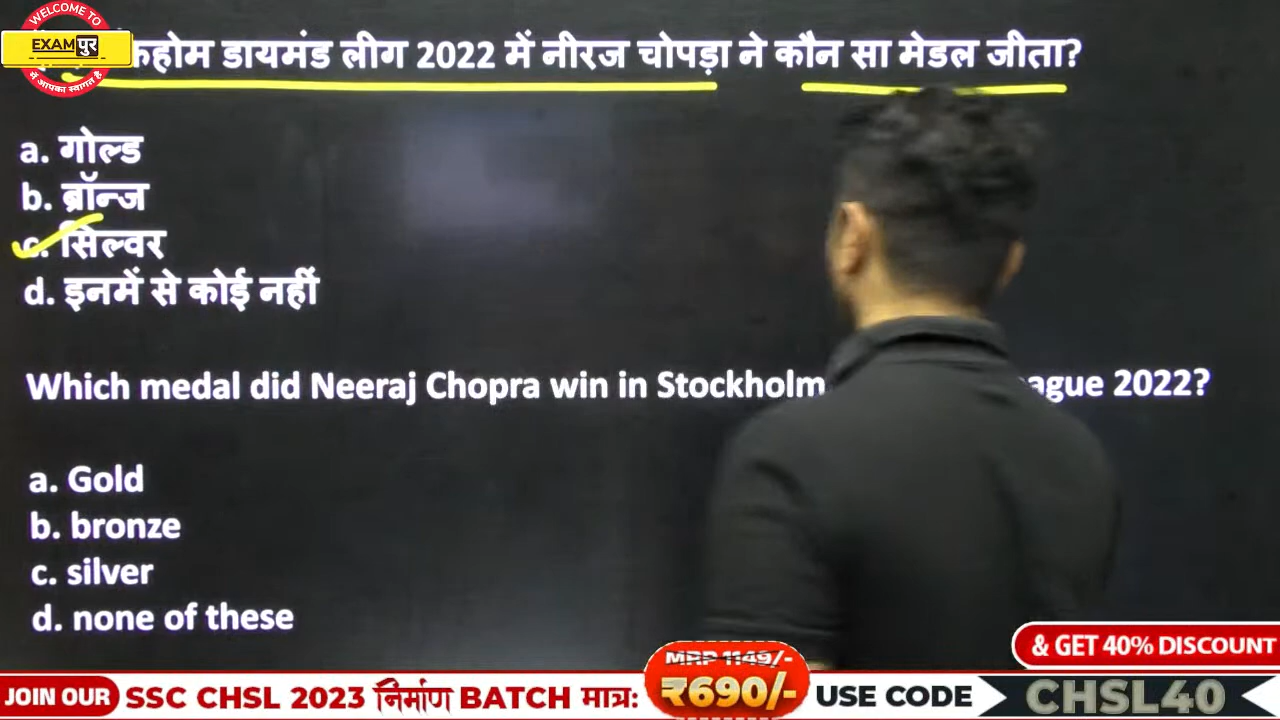 WELCOME TO
EXAMपुर
में आपका स्वागत है
डायमंड लीग 2022 में नीरज चोपड़ा ने कौन सा मेडल जीता?
a. गोल्ड
b. ब्रॉन्ज
c. सिल्वर
d. इनमें से कोई नहीं
Which medal did Neeraj Chopra win in Stockholm 2022?
a. Gold
b. bronze
c. silver
d. none of these
& GET 40% DISCOUNT
JOIN OUR SSC CHSL 2023 निर्माण BATCH मात्र: MRP 1149/- ₹690/- USE CODE CHSL40